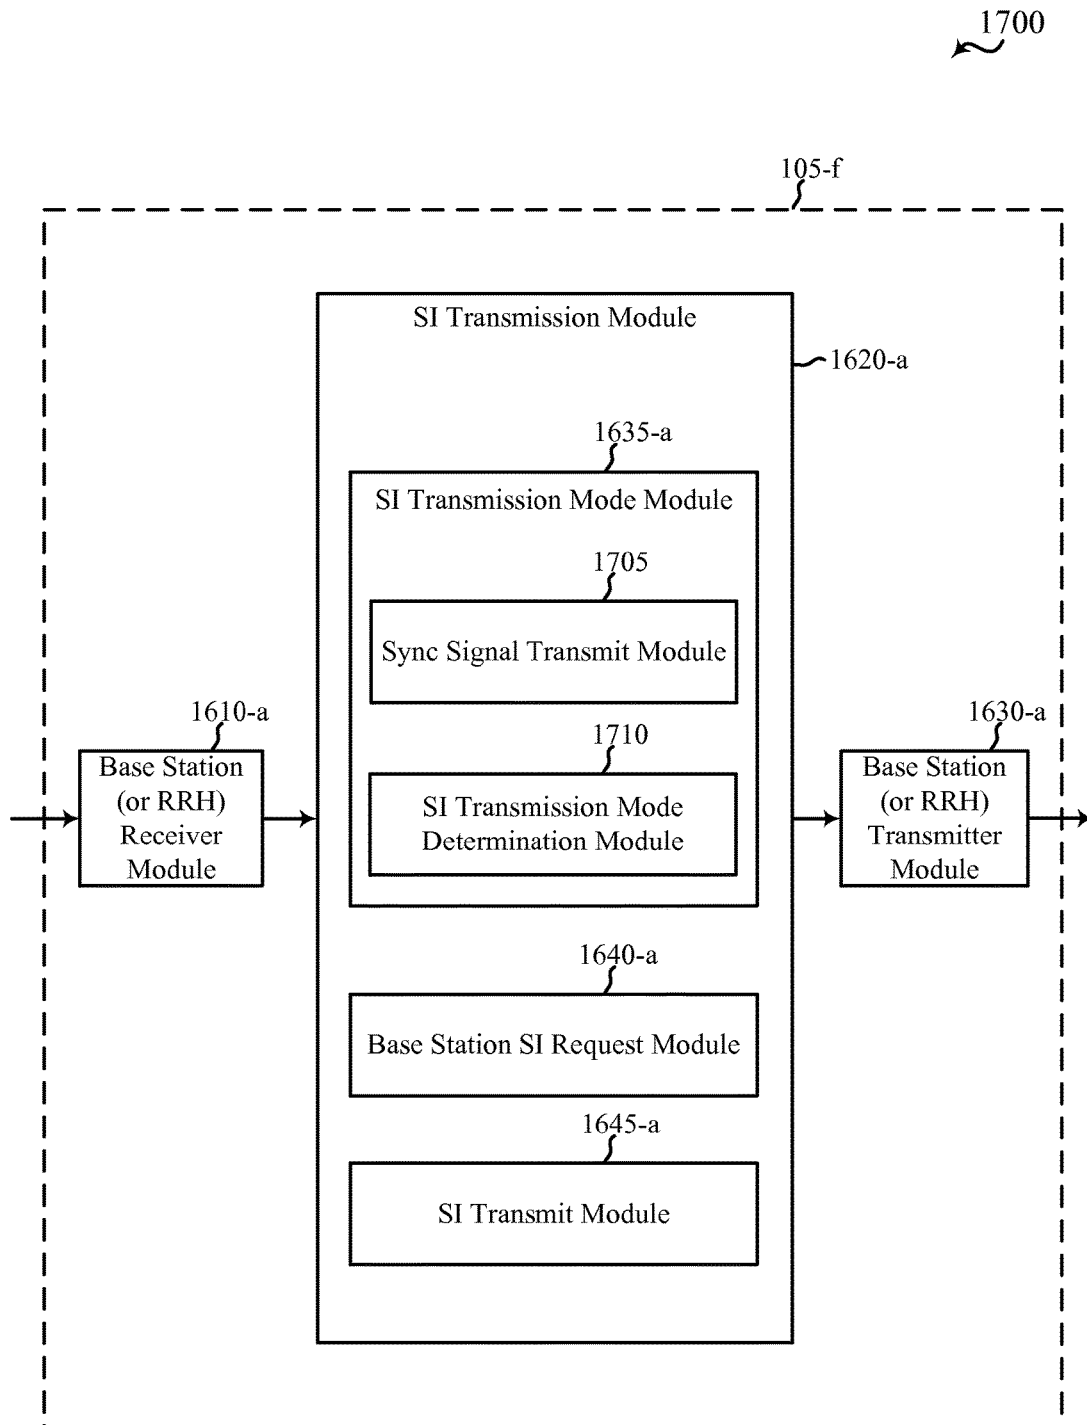 1700
105-f
SI Transmission Module
1620-a
1635-a
SI Transmission Mode Module
1705
Sync Signal Transmit Module
1610-a
Base Station
(or RRH)
Receiver
Module
1710
SI Transmission Mode
Determination Module
1630-a
Base Station
(or RRH)
Transmitter
Module
1640-a
Base Station SI Request Module
1645-a
SI Transmit Module